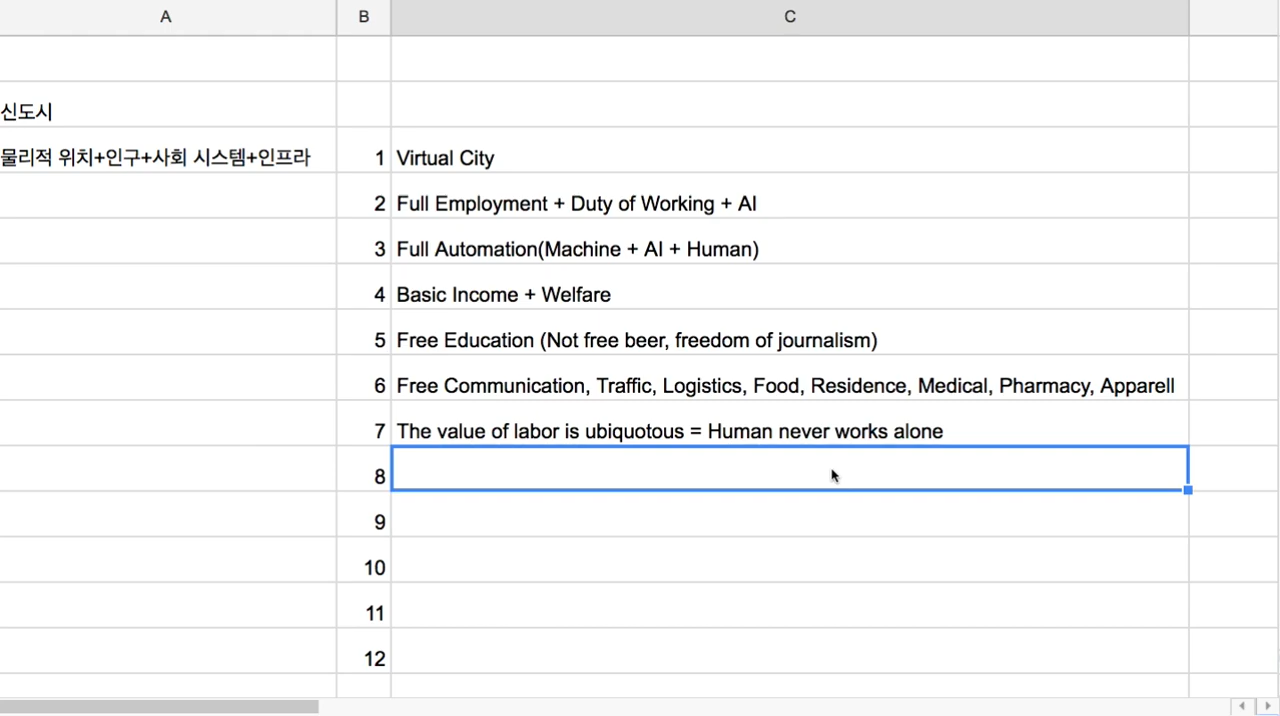 A B C
신도시
물리적 위치+인구+사회 시스템+인프라 1 Virtual City
2 Full Employment + Duty of Working + AI
3 Full Automation(Machine + AI + Human)
4 Basic Income + Welfare
5 Free Education (Not free beer, freedom of journalism)
6 Free Communication, Traffic, Logistics, Food, Residence, Medical, Pharmacy, Apparell
7 The value of labor is ubiquotous = Human never works alone
8
9
10
11
12